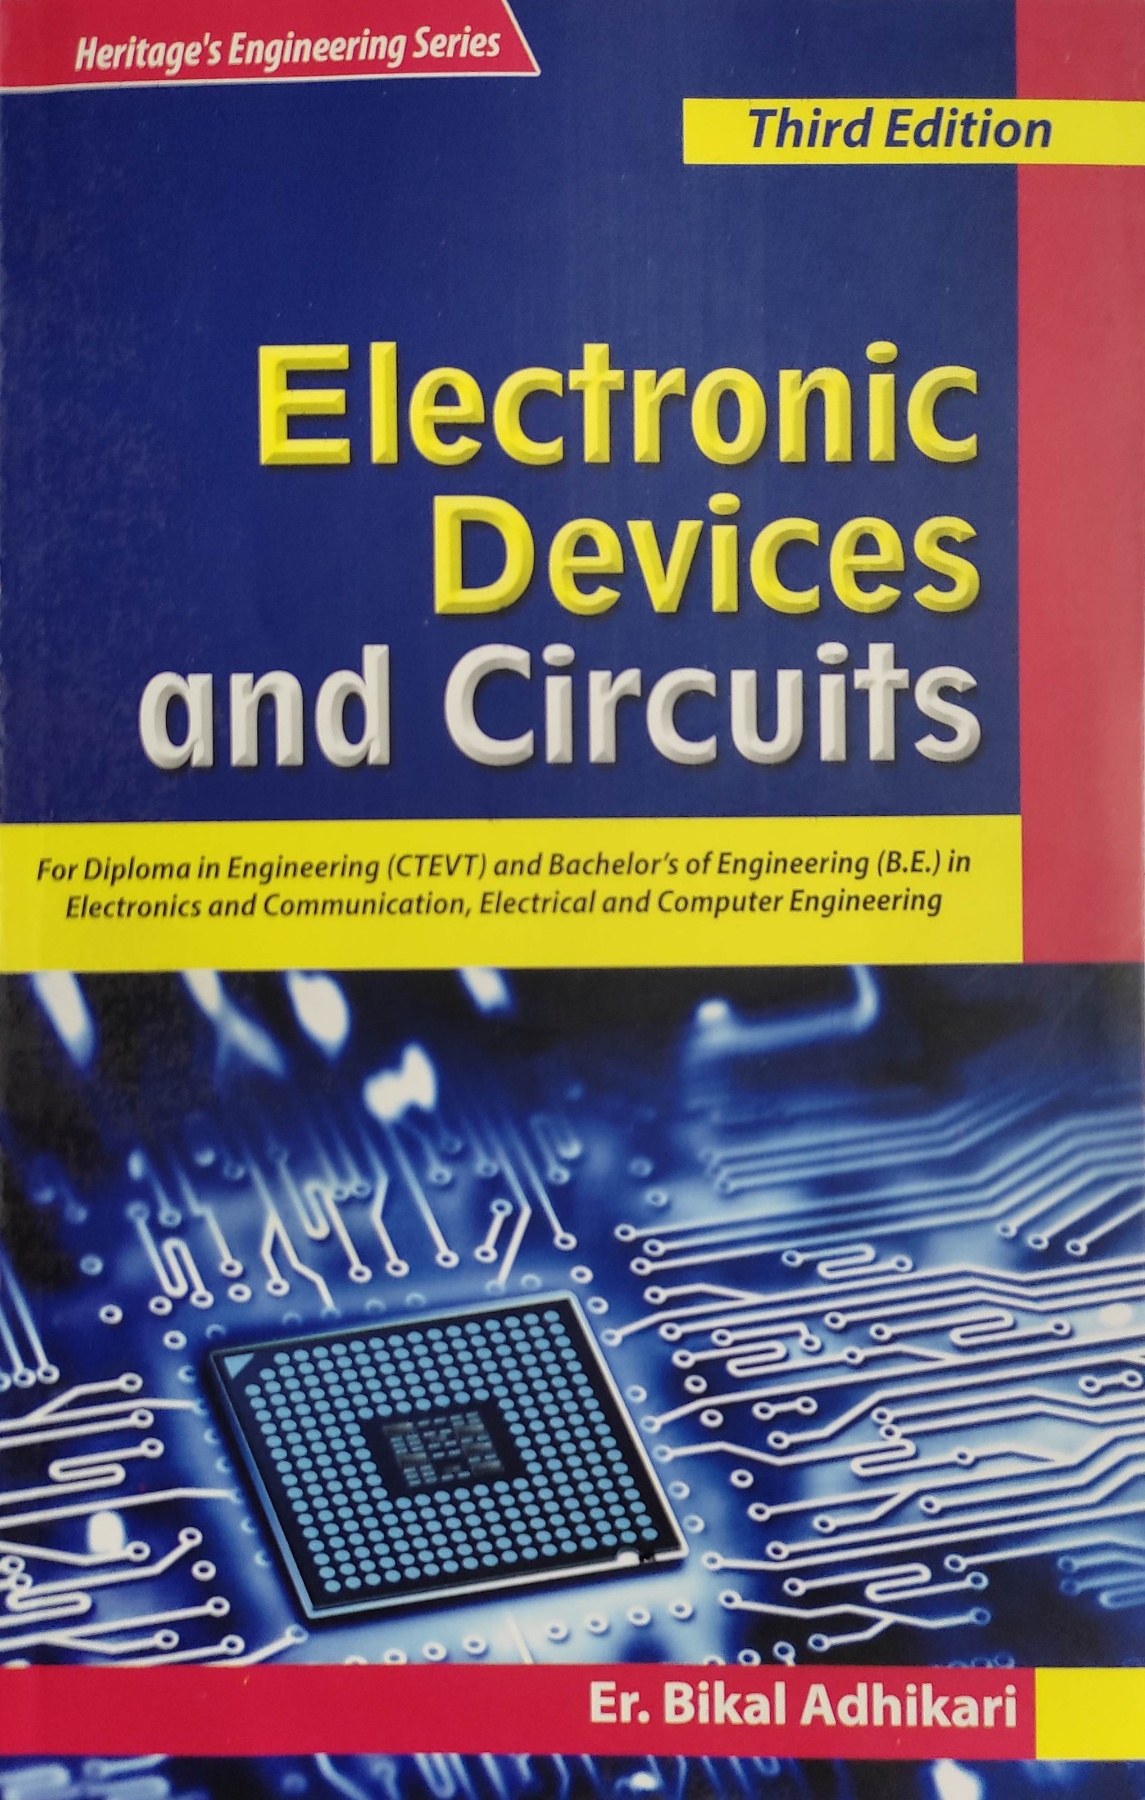 Heritage's Engineering Series
Third Edition
Electronic
Devices
and Circuits
For Diploma in Engineering (CTEVT) and Bachelor's of Engineering (B.E.) in
Electronics and Communication, Electrical and Computer Engineering
Er. Bikal Adhikari